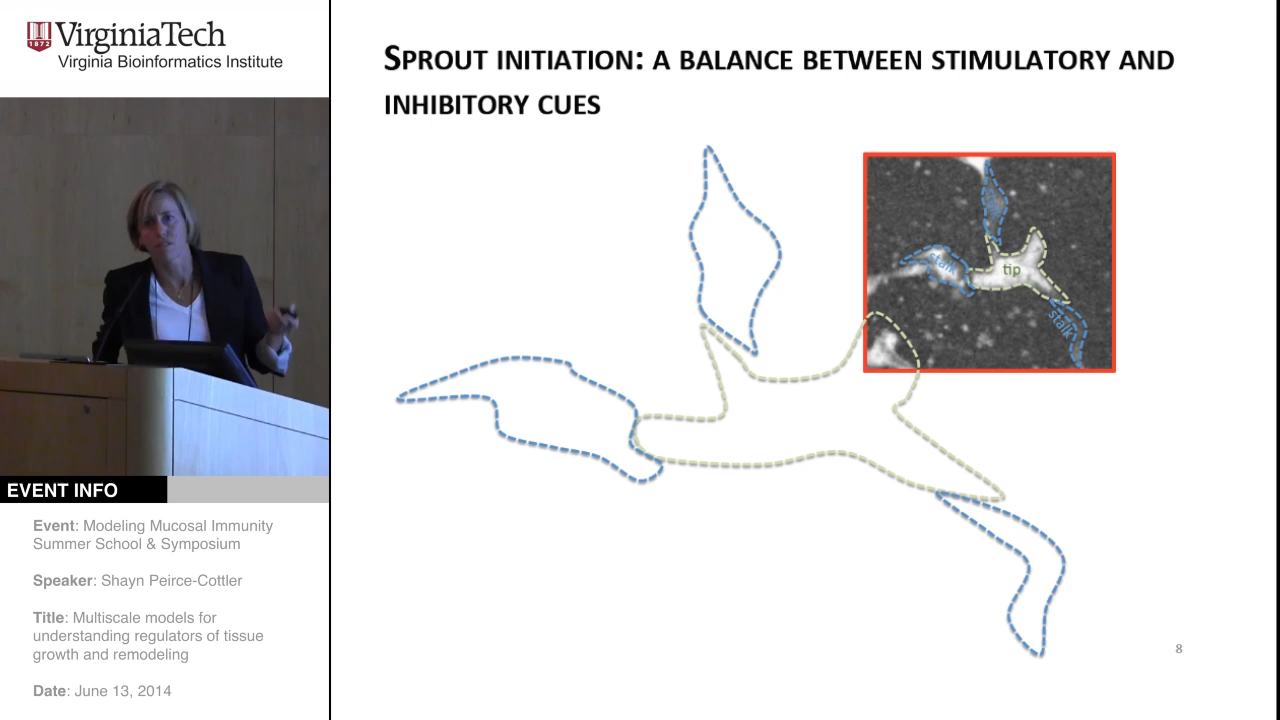 1872
VirginiaTech
Virginia Bioinformatics Institute
EVENT INFO
Event: Modeling Mucosal Immunity
Summer School & Symposium
Speaker: Shayn Peirce-Cottler
Title: Multiscale models for
understanding regulators of tissue
growth and remodeling
Date: June 13, 2014
SPROUT INITIATION: A BALANCE BETWEEN STIMULATORY AND
INHIBITORY CUES
stalk
tip
stalk
8